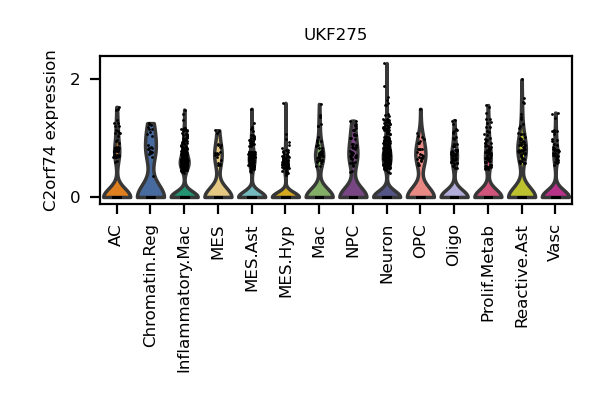 UKF275
C2orf74 expression
2
0
AC
Chromatin.Reg
Inflammatory.Mac
MES
MES.Ast
MES.Hyp
Mac
NPC
Neuron
OPC
Oligo
Prolif.Metab
Reactive.Ast
Vasc